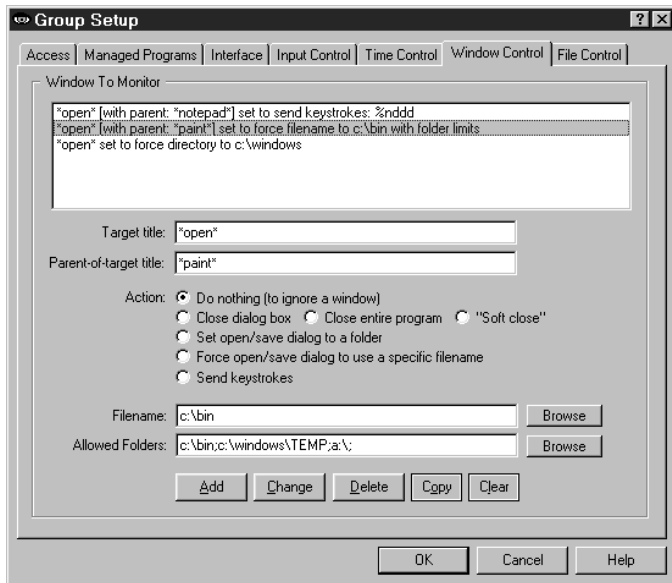 Group Setup
Access Managed Programs Interface Input Control Time Control Window Control File Control
Window To Monitor
*open* [with parent: *notepad*] set to send keystrokes: %nddd
*open* [with parent: *paint*] set to force filename to c:\bin with folder limits
*open* set to force directory to c:\windows
Target title: *open*
Parent-of-target title: *paint*
Action: Do nothing (to ignore a window)
Close dialog box Close entire program "Soft close"
Set open/save dialog to a folder
Force open/save dialog to use a specific filename
Send keystrokes
Filename: c:\bin Browse
Allowed Folders: c:\bin;c:\windows\TEMP;a:\; Browse
Add Change Delete Copy Clear
OK Cancel Help